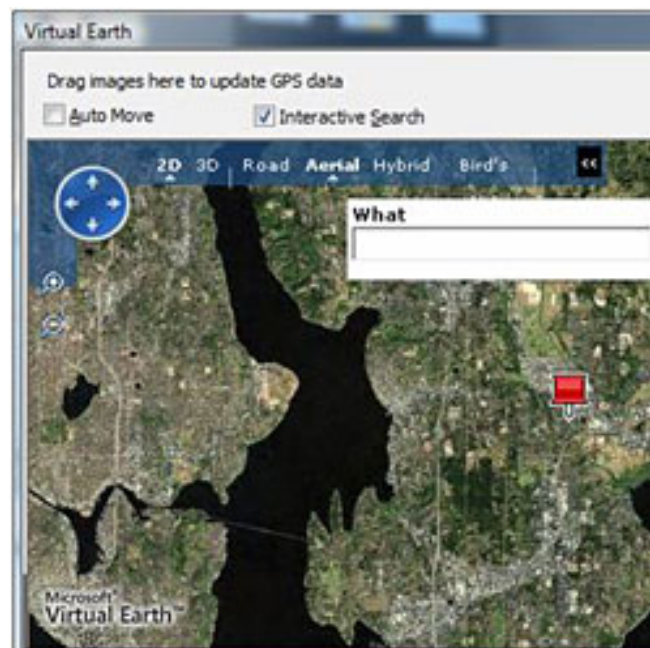 Virtual Earth
Drag images here to update GPS data
Auto Move Interactive Search
2D 3D Road Aerial Hybrid Bird's <<
What
Microsoft®
Virtual Earth™